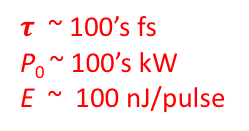 τ ~ 100’s fs
P₀ ~ 100’s kW
E ~ 100 nJ/pulse